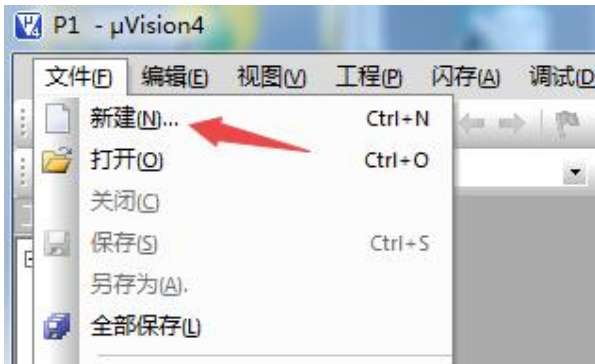 P1 - µVision4
文件(F) 编辑(E) 视图(V) 工程(P) 闪存(A) 调试(D
新建(N)... Ctrl+N
打开(O) Ctrl+O
关闭(C)
保存(S) Ctrl+S
另存为(A).
全部保存(L)